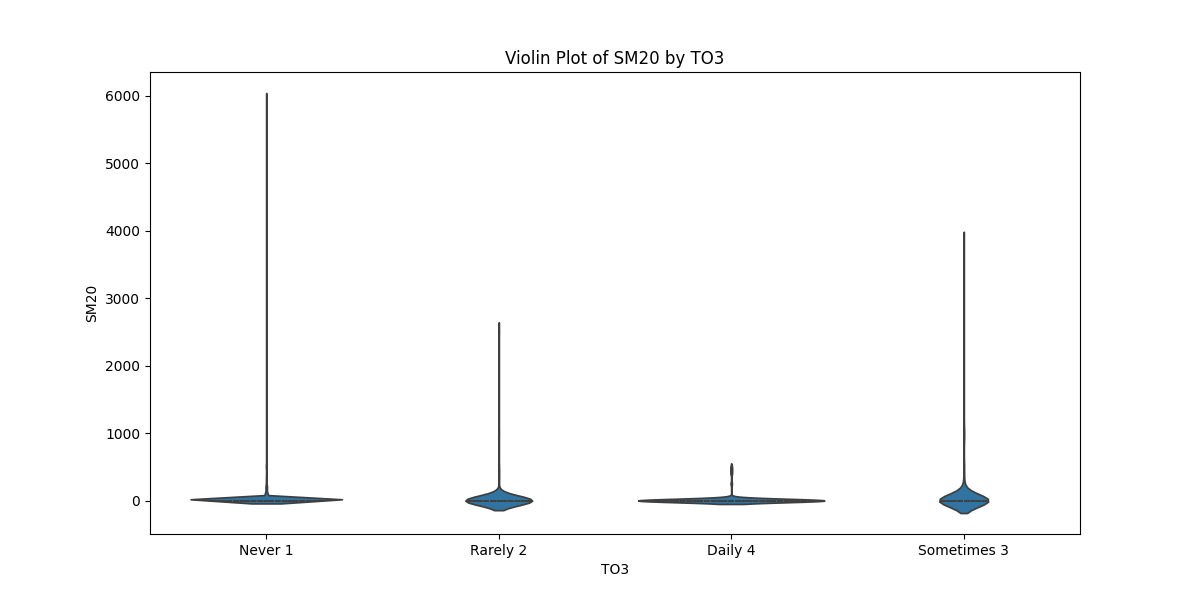 Violin Plot of SM20 by TO3
6000
5000
4000
3000
2000
1000
0
SM20
Never 1
Rarely 2
Daily 4
Sometimes 3
TO3